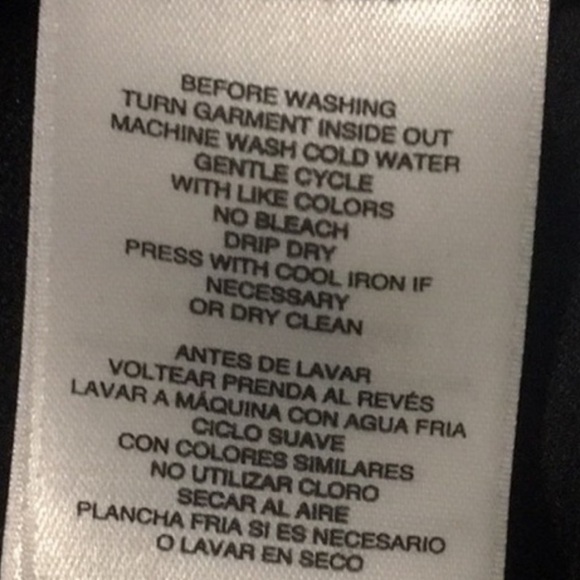 BEFORE WASHING
TURN GARMENT INSIDE OUT
MACHINE WASH COLD WATER
GENTLE CYCLE
WITH LIKE COLORS
NO BLEACH
DRIP DRY
PRESS WITH COOL IRON IF
NECESSARY
OR DRY CLEAN
ANTES DE LAVAR
VOLTEAR PRENDA AL REVÉS
LAVAR A MÁQUINA CON AGUA FRIA
CICLO SUAVE
CON COLORES SIMILARES
NO UTILIZAR CLORO
SECAR AL AIRE
PLANCHA FRIA SI ES NECESARIO
O LAVAR EN SECO